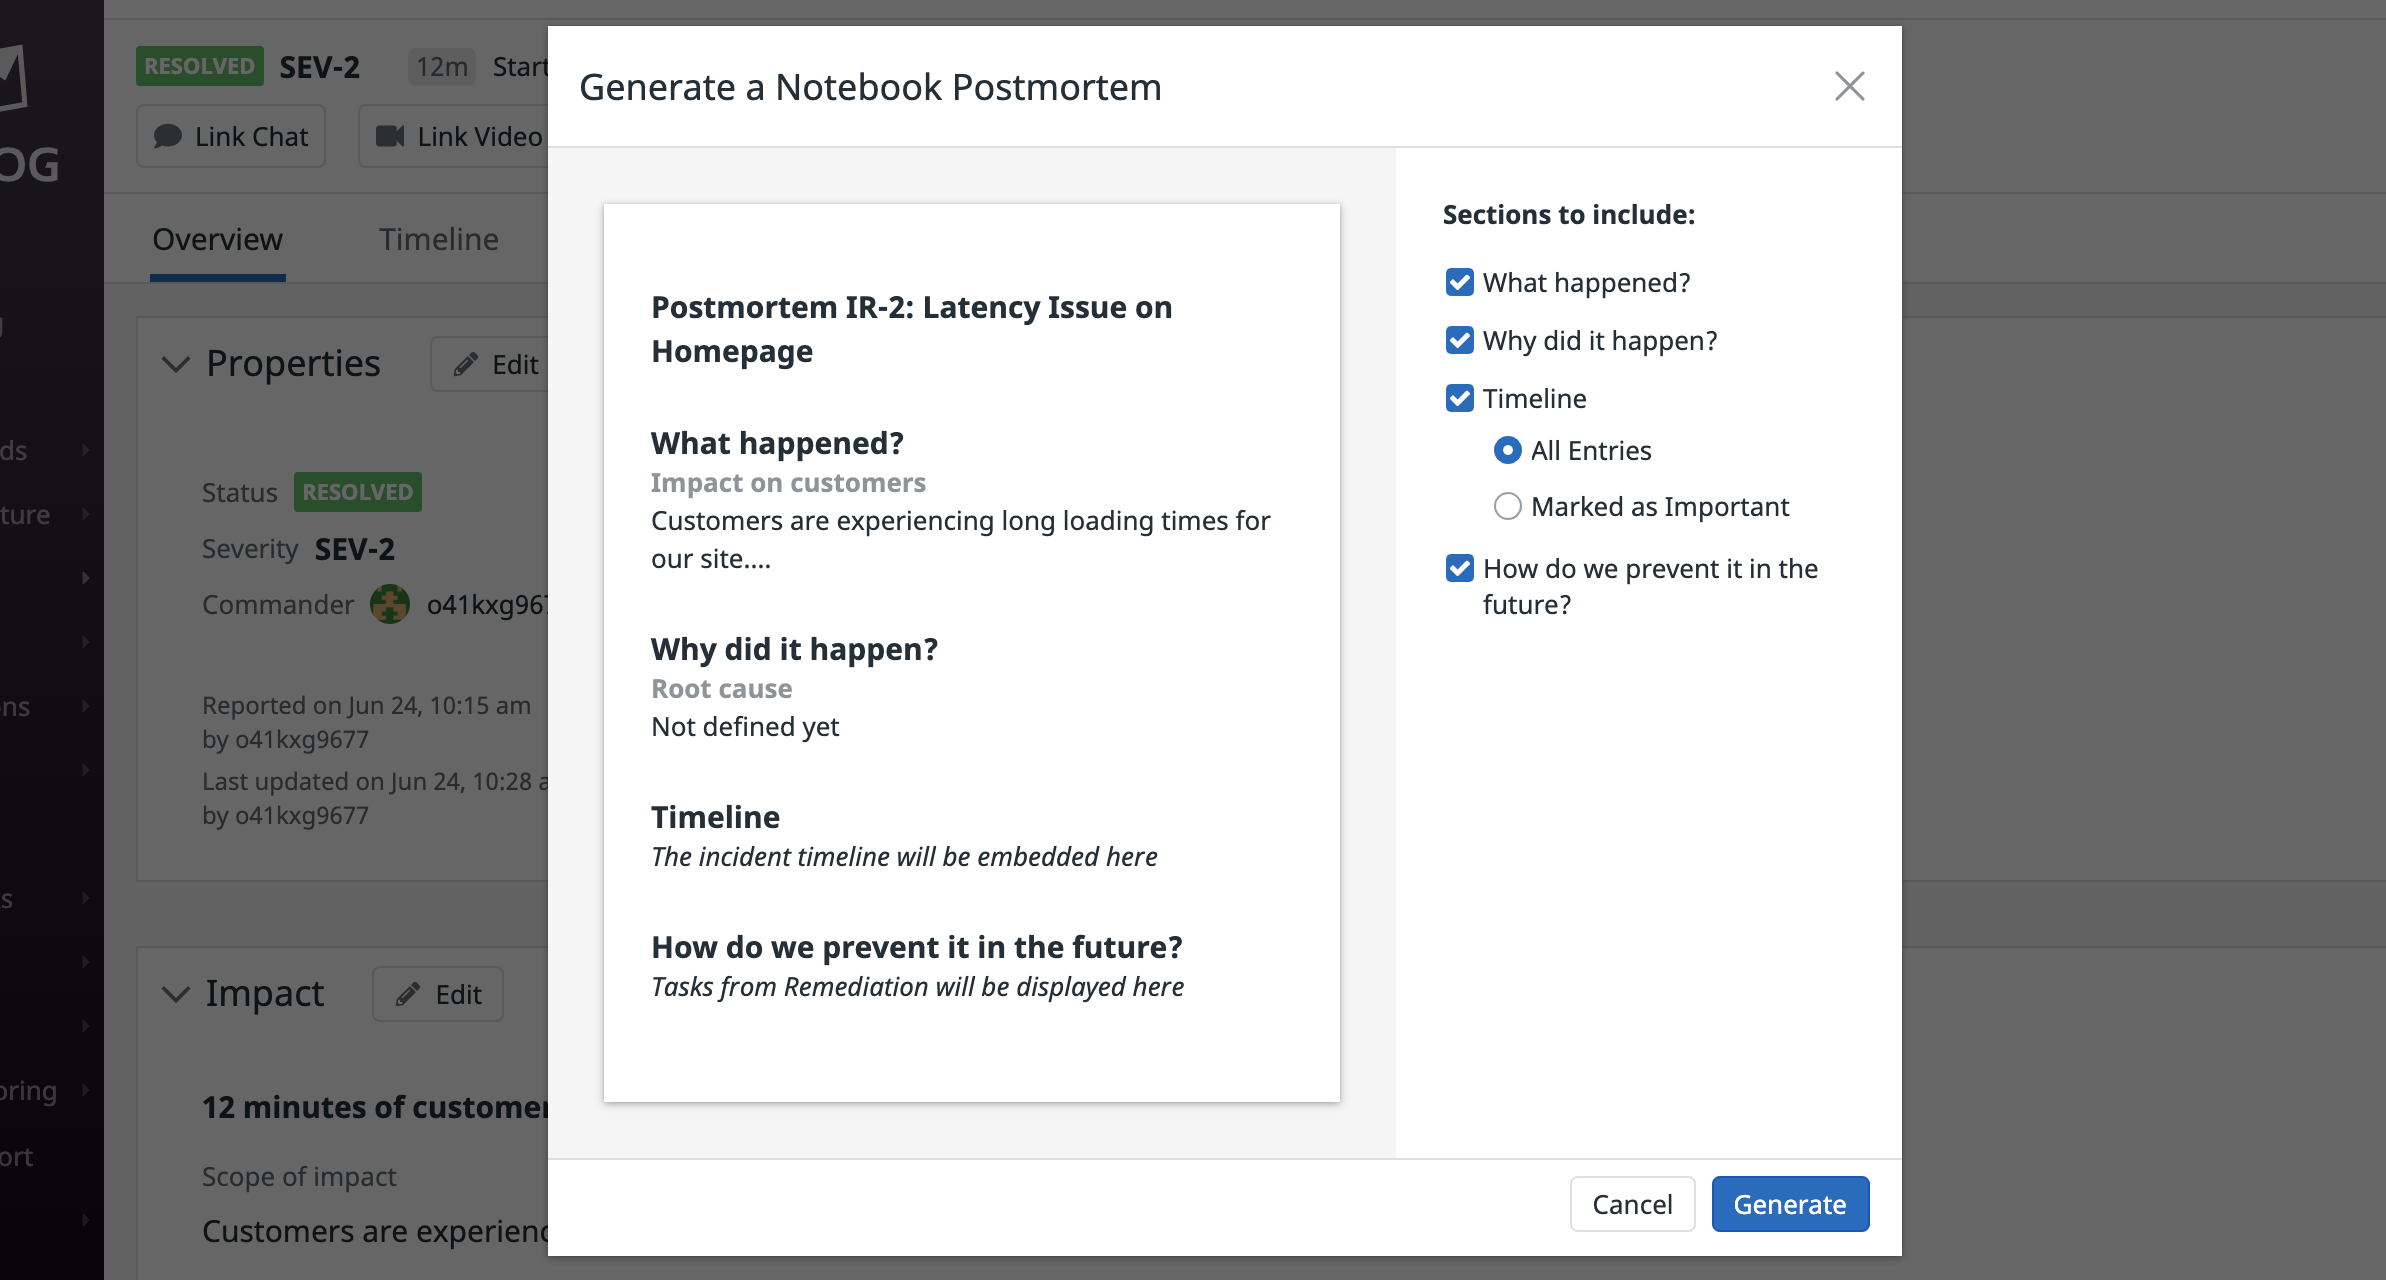 RESOLVED SEV-2 12m Start
Link Chat Link Video
OG
Overview Timeline
Properties Edit
Status RESOLVED
Severity SEV-2
Commander o41kxg967
Reported on Jun 24, 10:15 am
by o41kxg9677
Last updated on Jun 24, 10:28 a
by o41kxg9677
Impact Edit
12 minutes of customer
Scope of impact
Customers are experienc
ds
ture
ons
s
oring
ort
Generate a Notebook Postmortem
Postmortem IR-2: Latency Issue on
Homepage
What happened?
Impact on customers
Customers are experiencing long loading times for
our site....
Why did it happen?
Root cause
Not defined yet
Timeline
The incident timeline will be embedded here
How do we prevent it in the future?
Tasks from Remediation will be displayed here
Sections to include:
What happened?
Why did it happen?
Timeline
All Entries
Marked as Important
How do we prevent it in the
future?
Cancel Generate